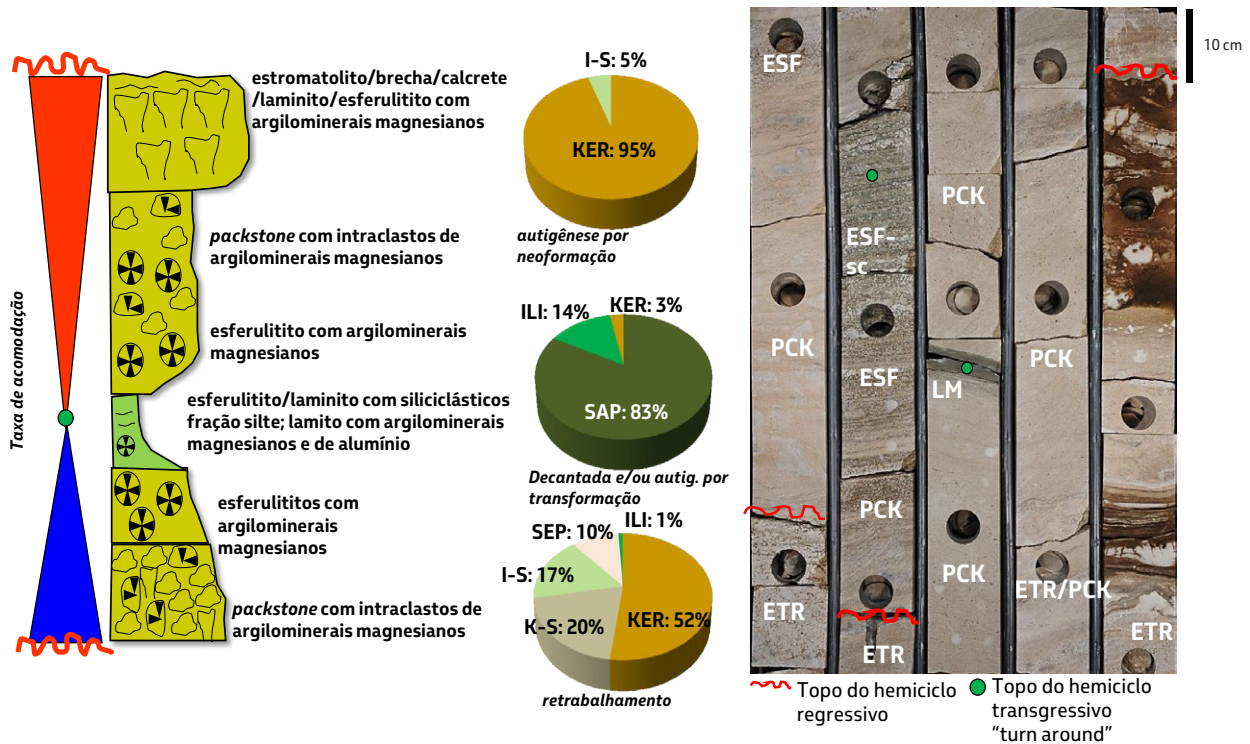 Taxa de acomodação
estromatolito/brecha/calcrete
/laminito/esferulitito com
argilominerais magnesianos
packstone com intraclastos de
argilominerais magnesianos
esferulitito com argilominerais
magnesianos
esferulitito/laminito com siliciclásticos
fração silte; lamito com argilominerais
magnesianos e de alumínio
esferulititos com
argilominerais
magnesianos
packstone com intraclastos de
argilominerais magnesianos
I-S: 5%
KER: 95%
autigênese por
neoformação
ILI: 14%
KER: 3%
SAP: 83%
Decantada e/ou autig. por
transformação
SEP: 10%
ILI: 1%
I-S: 17%
K-S: 20%
KER: 52%
retrabalhamento
ESF
PCK
ETR
ESF-
sc
ESF
PCK
ETR
PCK
LM
PCK
PCK
ETR/PCK
ETR
10 cm
Topo do hemiciclo
regressivo
Topo do hemiciclo
transgressivo
“turn around”